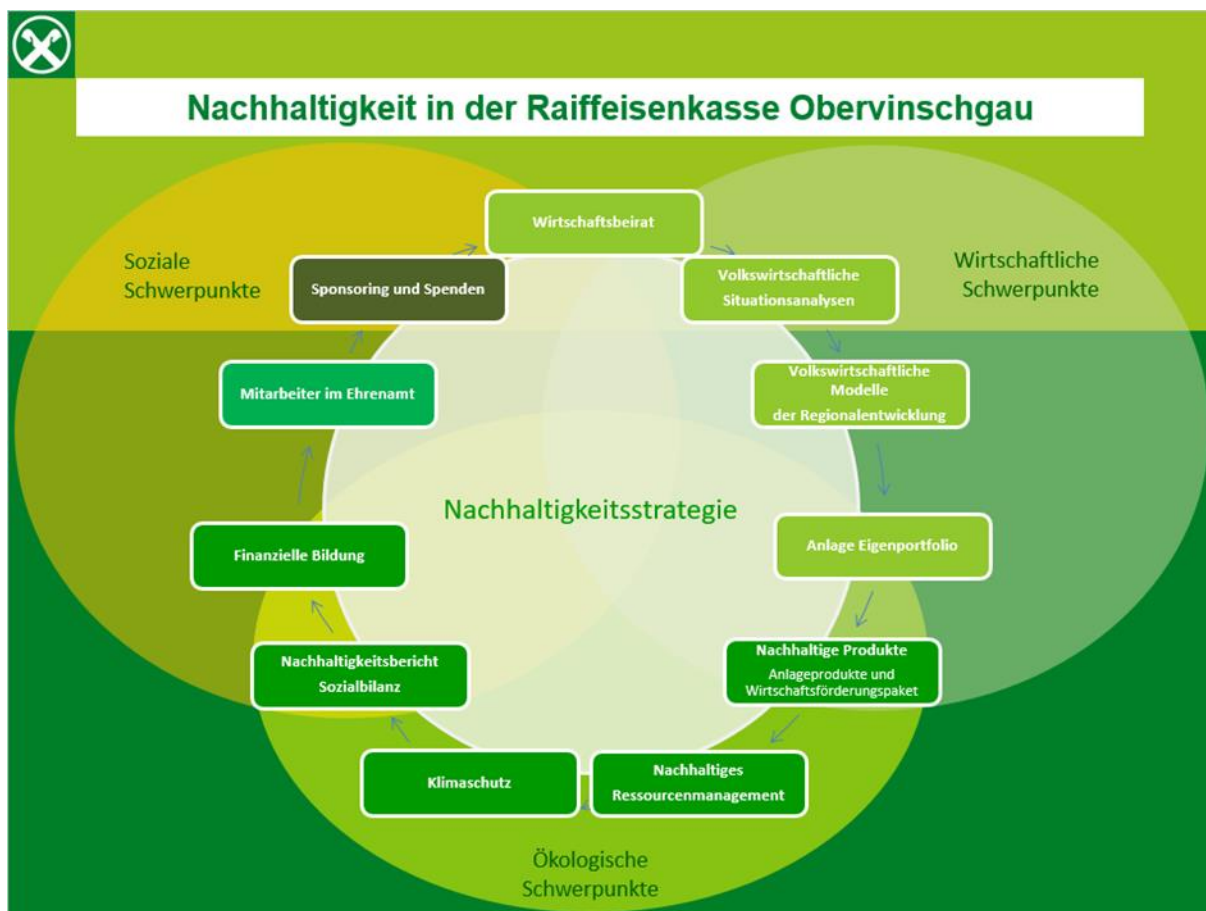 Nachhaltigkeit in der Raiffeisenkasse Obervinschgau
Wirtschaftsbeirat
Soziale
Schwerpunkte
Wirtschaftliche
Schwerpunkte
Sponsoring und Spenden
Volkswirtschaftliche
Situationsanalysen
Mitarbeiter im Ehrenamt
Volkswirtschaftliche
Modelle
der Regionalentwicklung
Nachhaltigkeitsstrategie
Finanzielle Bildung
Anlage Eigenportfolio
Nachhaltigkeitsbericht
Sozialbilanz
Nachhaltige Produkte
Anlageprodukte und
Wirtschaftsförderungspaket
Klimaschutz
Nachhaltiges
Ressourcenmanagement
Ökologische
Schwerpunkte